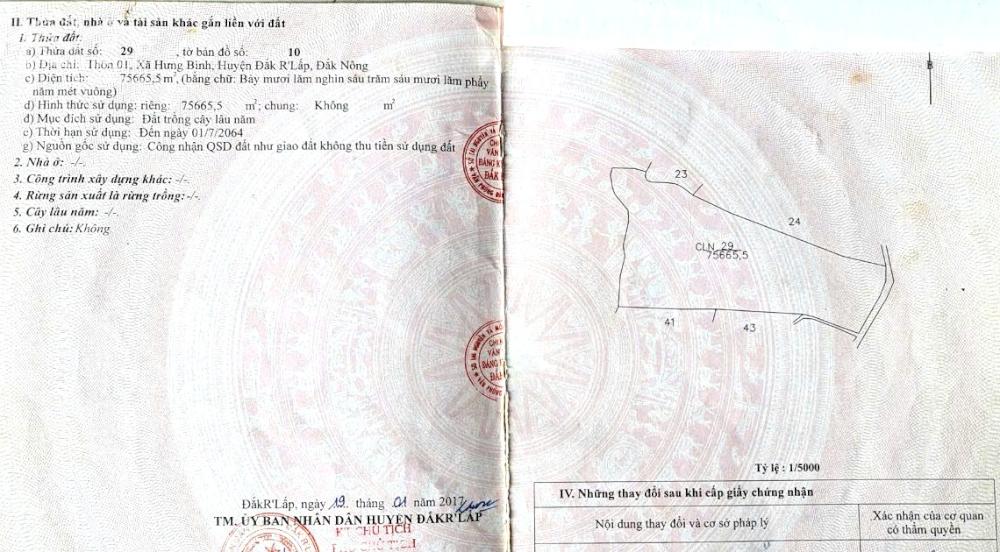 II. Thửa đất, nhà ở và tài sản khác gắn liền với đất
1. Thửa đất:
a) Thửa đất số: 29 , tờ bản đồ số: 10
b) Địa chỉ: Thôn 01, Xã Hưng Bình, Huyện Đắk R'Lấp, Đắk Nông
c) Diện tích: 75665,5 m², (bằng chữ: Bảy mươi lăm nghìn sáu trăm sáu mươi lăm phẩy
năm mét vuông)
d) Hình thức sử dụng: riêng: 75665,5 m²; chung: Không m²
đ) Mục đích sử dụng: Đất trồng cây lâu năm
e) Thời hạn sử dụng: Đến ngày 01/7/2064
g) Nguồn gốc sử dụng: Công nhận QSD đất như giao đất không thu tiền sử dụng đất
2. Nhà ở: -/-.
3. Công trình xây dựng khác: -/-.
4. Rừng sản xuất là rừng trồng: -/-.
5. Cây lâu năm: -/-.
6. Ghi chú: Không
ĐắkR'Lấp, ngày 19 tháng 01 năm 2017
TM. ỦY BAN NHÂN DÂN HUYỆN ĐẮKR'LẤP
KT CHỦ TỊCH
B
23
24
CLN 29
75665,5
41
43
Tỷ lệ : 1/5000
IV. Những thay đổi sau khi cấp giấy chứng nhận
Nội dung thay đổi và cơ sở pháp lý
Xác nhận của cơ quan
có thẩm quyền